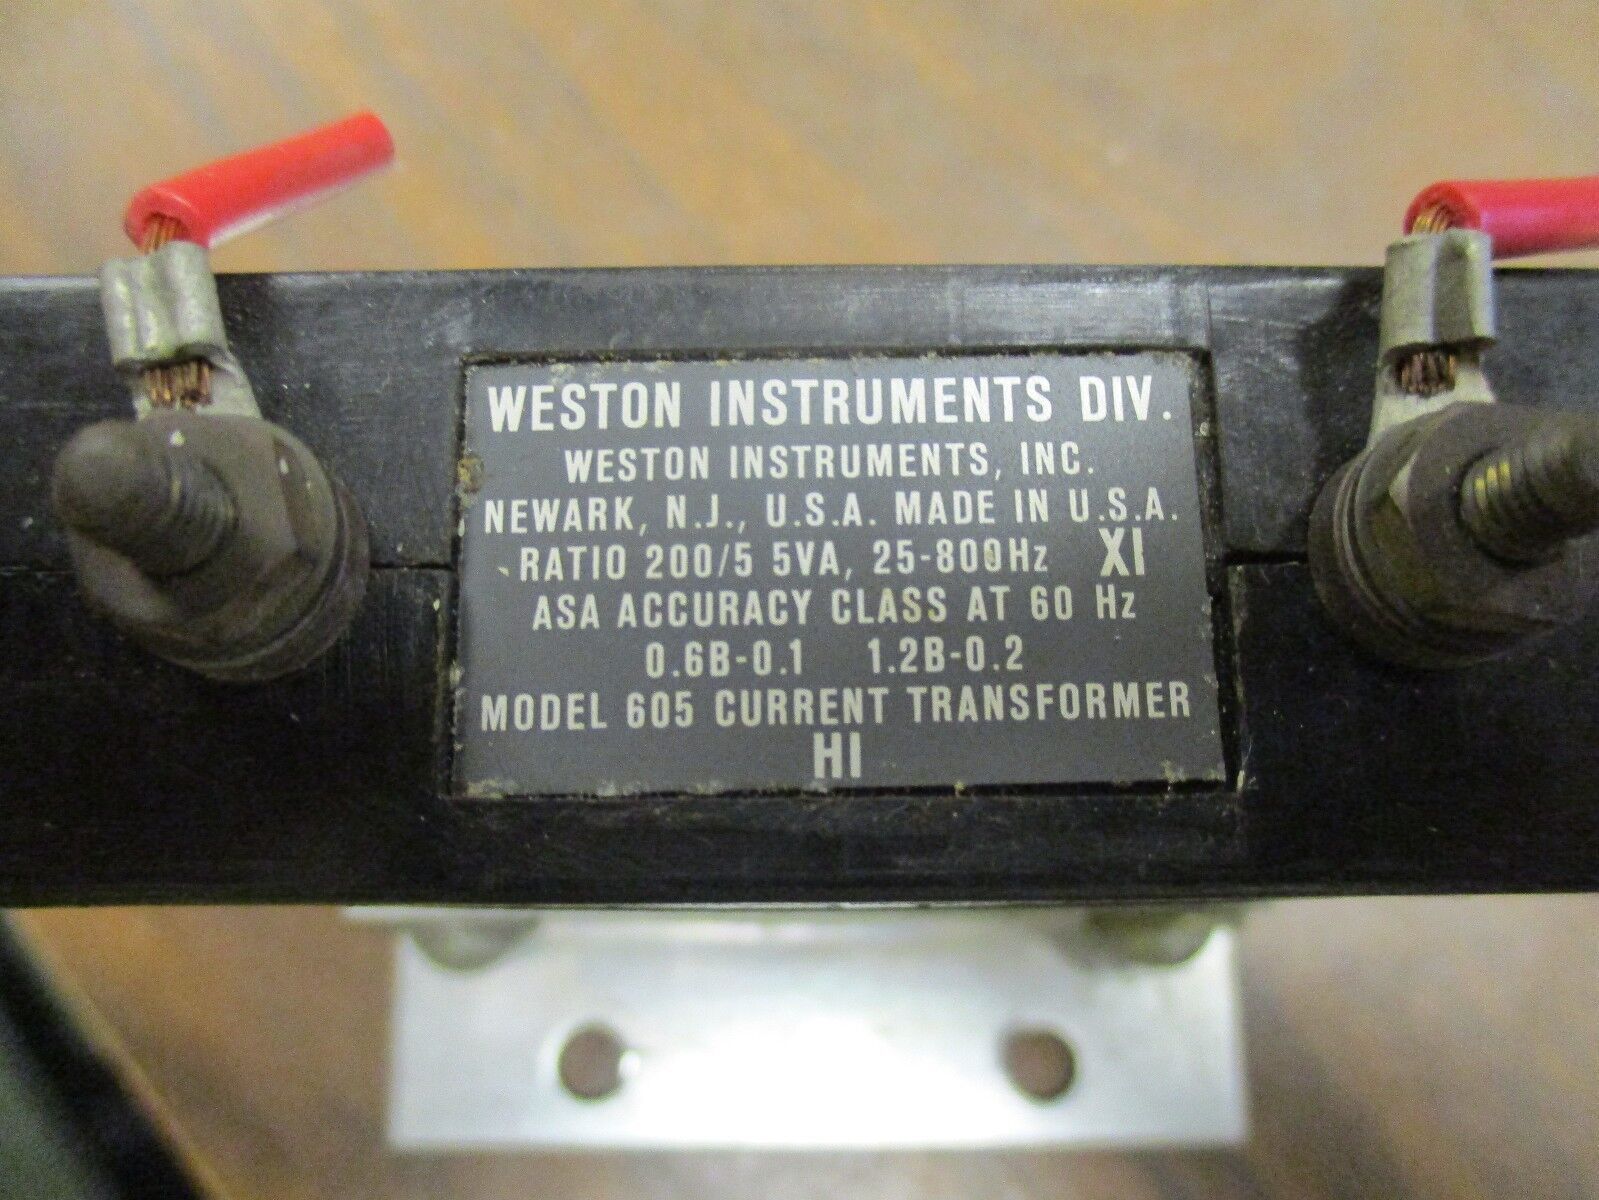 WESTON INSTRUMENTS DIV.
WESTON INSTRUMENTS, INC.
NEWARK, N.J., U.S.A. MADE IN U.S.A.
RATIO 200/5 5VA, 25-800Hz XI
ASA ACCURACY CLASS AT 60 Hz
0.6B-0.1 1.2B-0.2
MODEL 605 CURRENT TRANSFORMER
HI